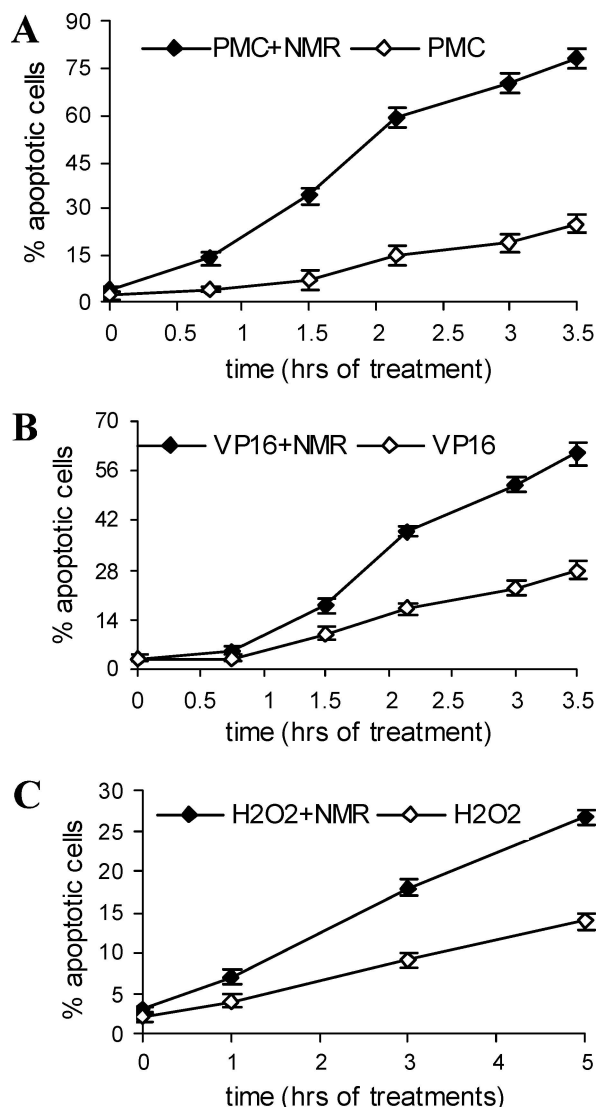 A
PMC+NMR PMC
90
75
60
45
30
15
0
% apoptotic cells
0 0.5 1 1.5 2 2.5 3 3.5
time (hrs of treatment)
B
VP16+NMR VP16
70
56
42
28
14
0
% apoptotic cells
0 0.5 1 1.5 2 2.5 3 3.5
time (hrs of treatment)
C
H2O2+NMR H2O2
30
25
20
15
10
5
0
% apoptotic cells
0 1 2 3 4 5
time (hrs of treatments)